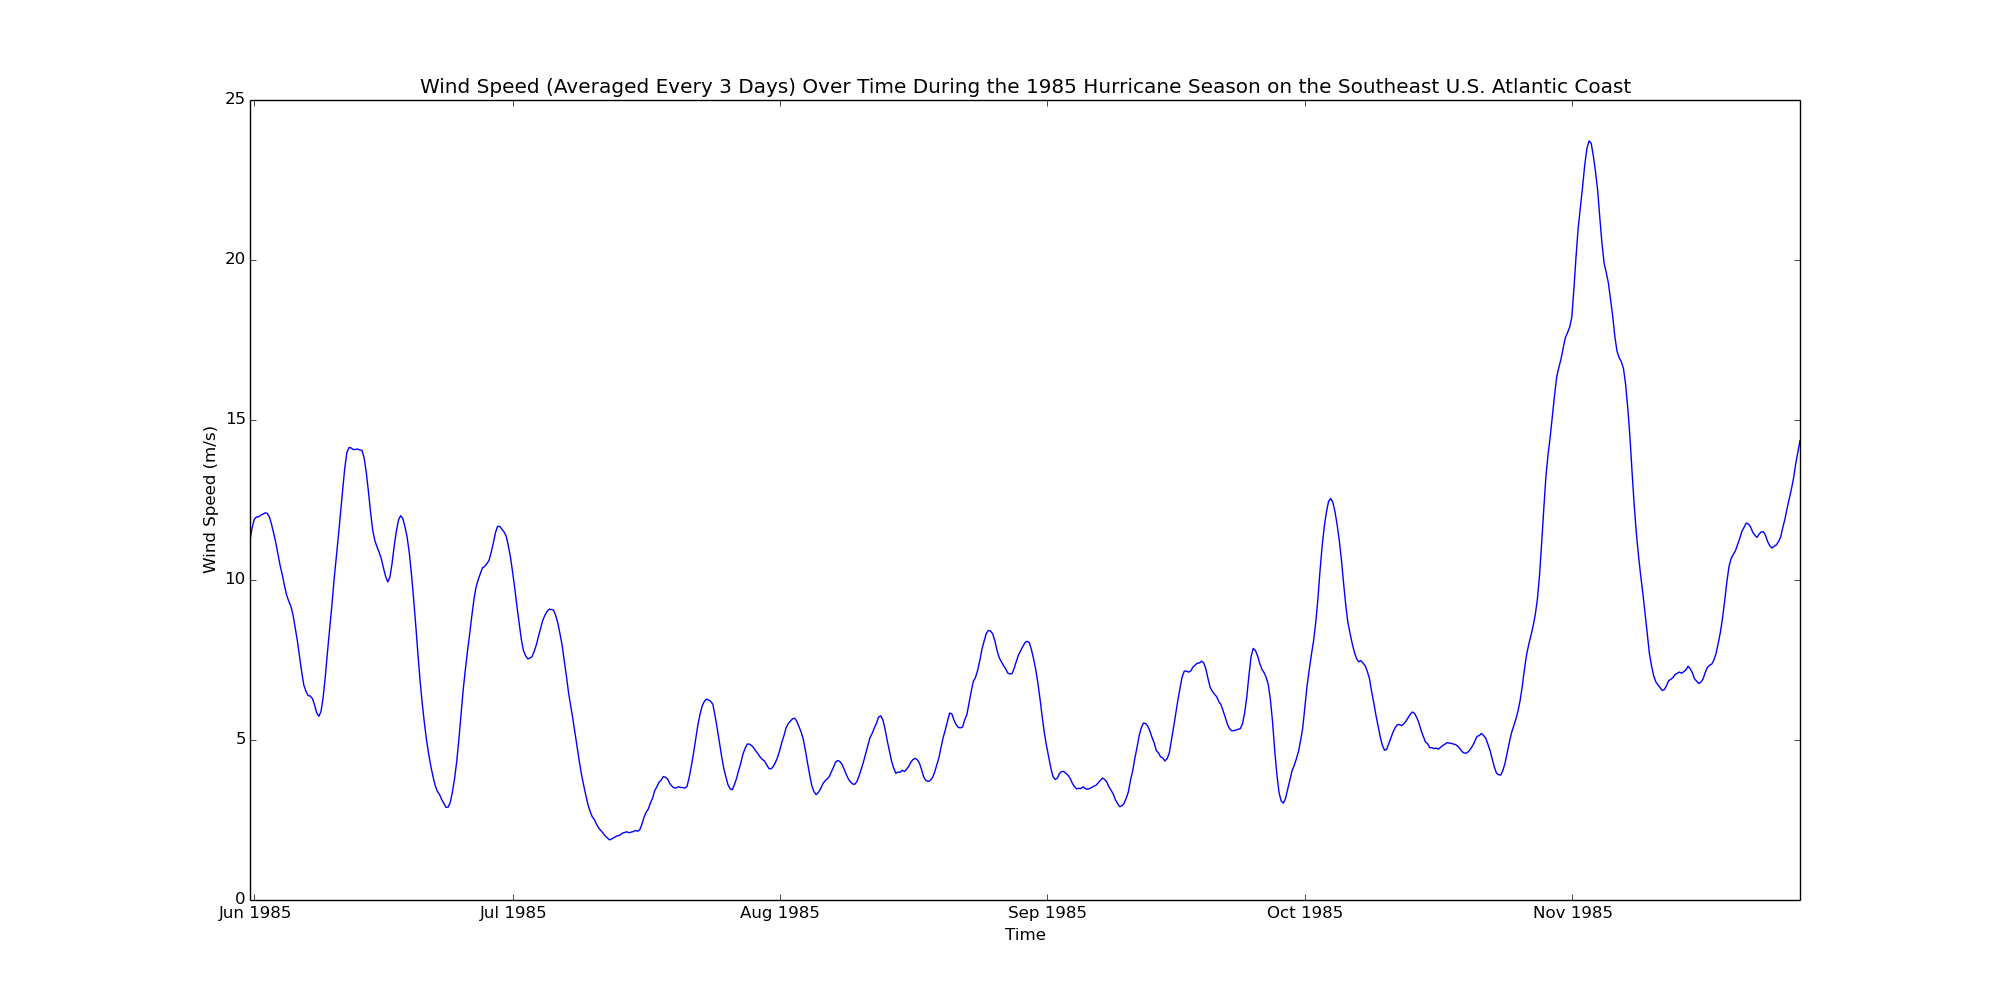 Wind Speed (Averaged Every 3 Days) Over Time During the 1985 Hurricane Season on the Southeast U.S. Atlantic Coast
25
20
15
10
5
0
Wind Speed (m/s)
Jun 1985 Jul 1985 Aug 1985 Sep 1985 Oct 1985 Nov 1985
Time